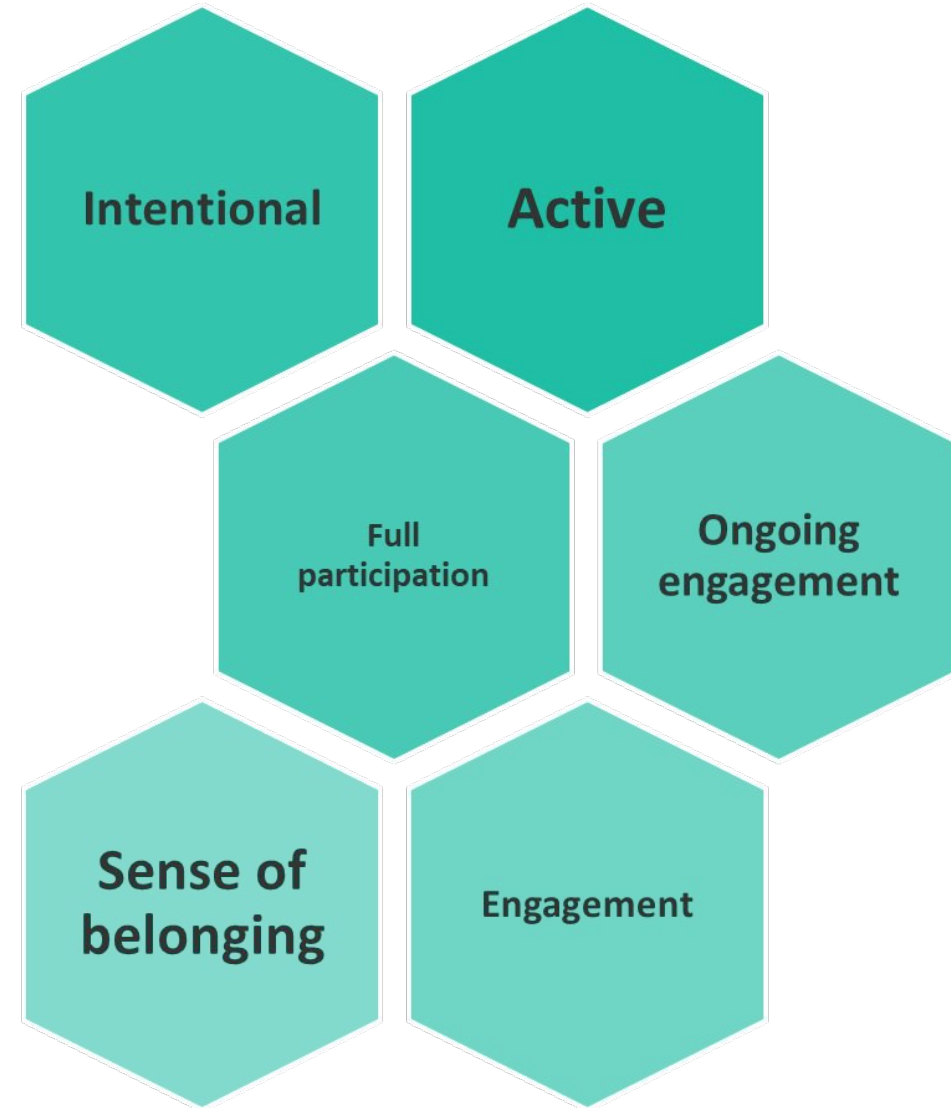 Intentional
Active
Full
participation
Ongoing
engagement
Sense of
belonging
Engagement